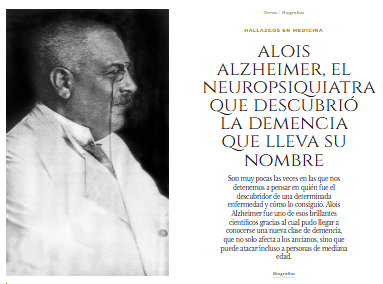 Temas / Biografías
HALLAZGOS EN MEDICINA
ALOIS
ALZHEIMER, EL
NEUROPSIQUIATRA
QUE DESCUBRIÓ
LA DEMENCIA
QUE LLEVA SU
NOMBRE
Son muy pocas las veces en las que nos
detenemos a pensar en quién fue el
descubridor de una determinada
enfermedad y cómo lo consiguió. Alois
Alzheimer fue uno de esos brillantes
científicos gracias al cual pudo llegar a
conocerse una nueva clase de demencia,
que no solo afecta a los ancianos, sino que
puede atacar incluso a personas de mediana
edad.
Biografías